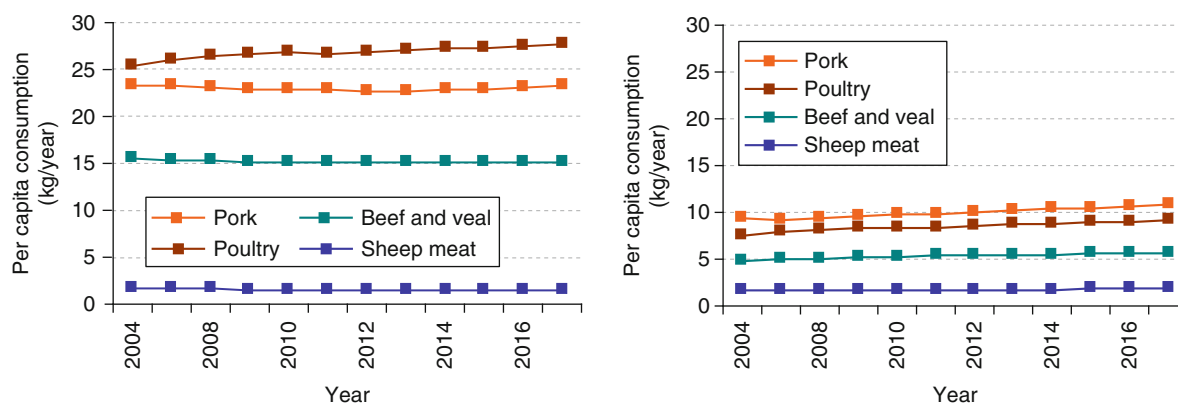 30
25
20
15
10
5
0
Per capita consumption
(kg/year)
Pork
Beef and veal
Poultry
Sheep meat
2004
2008
2010
2012
2014
2016
Year
30
25
20
15
10
5
0
Per capita consumption
(kg/year)
Pork
Poultry
Beef and veal
Sheep meat
2004
2008
2010
2012
2014
2016
Year